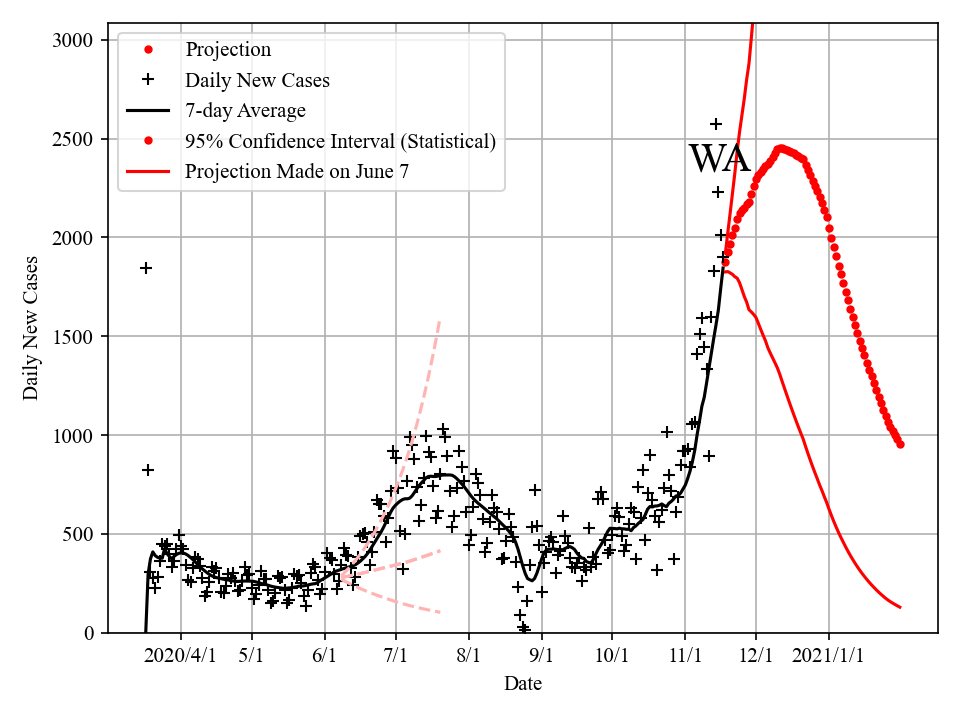 Projection
Daily New Cases
7-day Average
95% Confidence Interval (Statistical)
Projection Made on June 7
WA
3000
2500
2000
1500
1000
500
0
Daily New Cases
2020/4/1 5/1 6/1 7/1 8/1 9/1 10/1 11/1 12/1 2021/1/1
Date